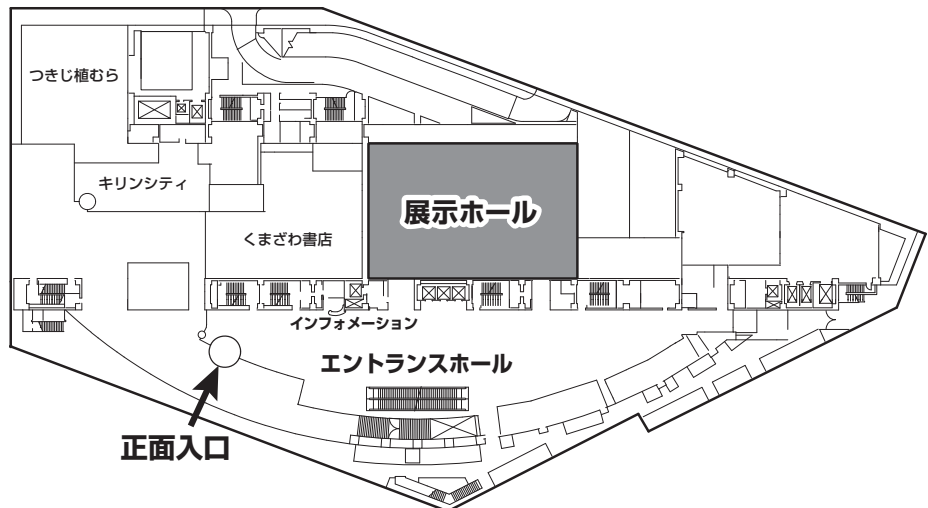 つきじ植むら
キリンシティ
くまざわ書店
展示ホール
インフォメーション
エントランスホール
正面入口